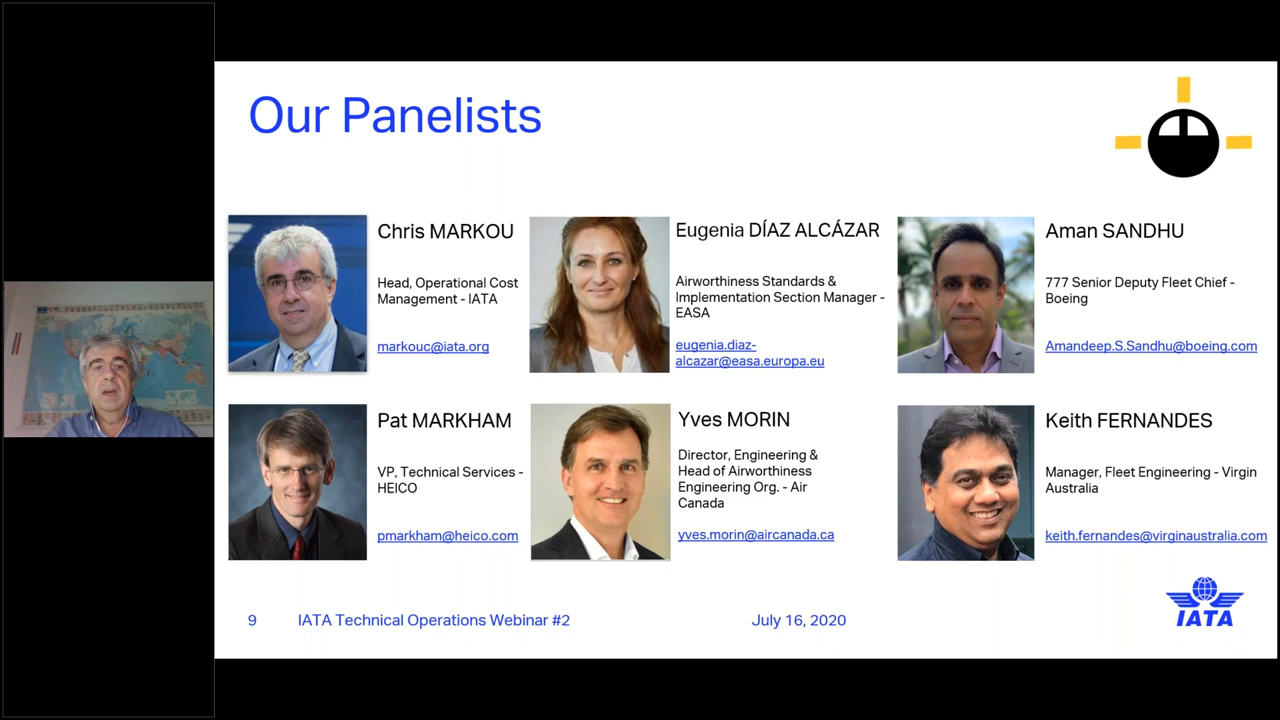 Our Panelists
Chris MARKOU
Head, Operational Cost
Management - IATA
markouc@iata.org
Eugenia DÍAZ ALCÁZAR
Airworthiness Standards &
Implementation Section Manager -
EASA
eugenia.diaz-
alcazar@easa.europa.eu
Aman SANDHU
777 Senior Deputy Fleet Chief -
Boeing
Amandeep.S.Sandhu@boeing.com
Pat MARKHAM
VP, Technical Services -
HEICO
pmarkham@heico.com
Yves MORIN
Director, Engineering &
Head of Airworthiness
Engineering Org. - Air
Canada
yves.morin@aircanada.ca
Keith FERNANDES
Manager, Fleet Engineering - Virgin
Australia
keith.fernandes@virginaustralia.com
9 IATA Technical Operations Webinar #2 July 16, 2020
IATA